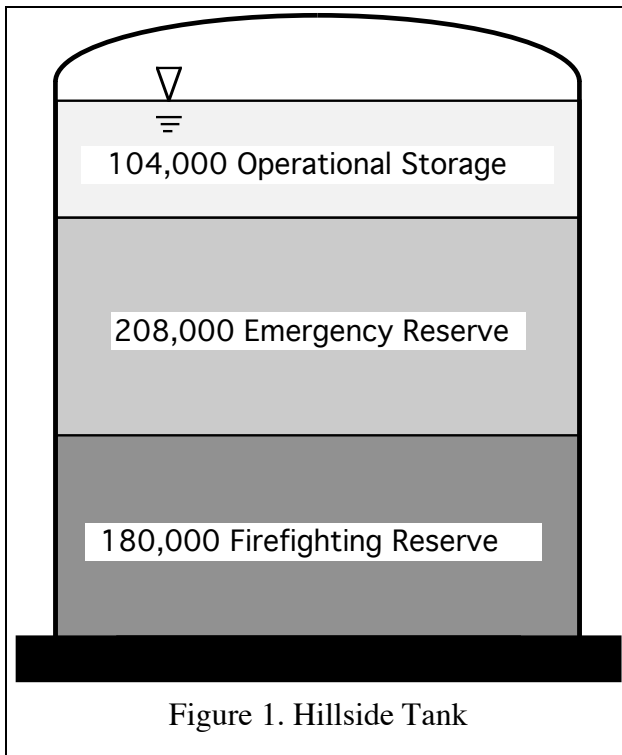 104,000 Operational Storage
208,000 Emergency Reserve
180,000 Firefighting Reserve
Figure 1. Hillside Tank